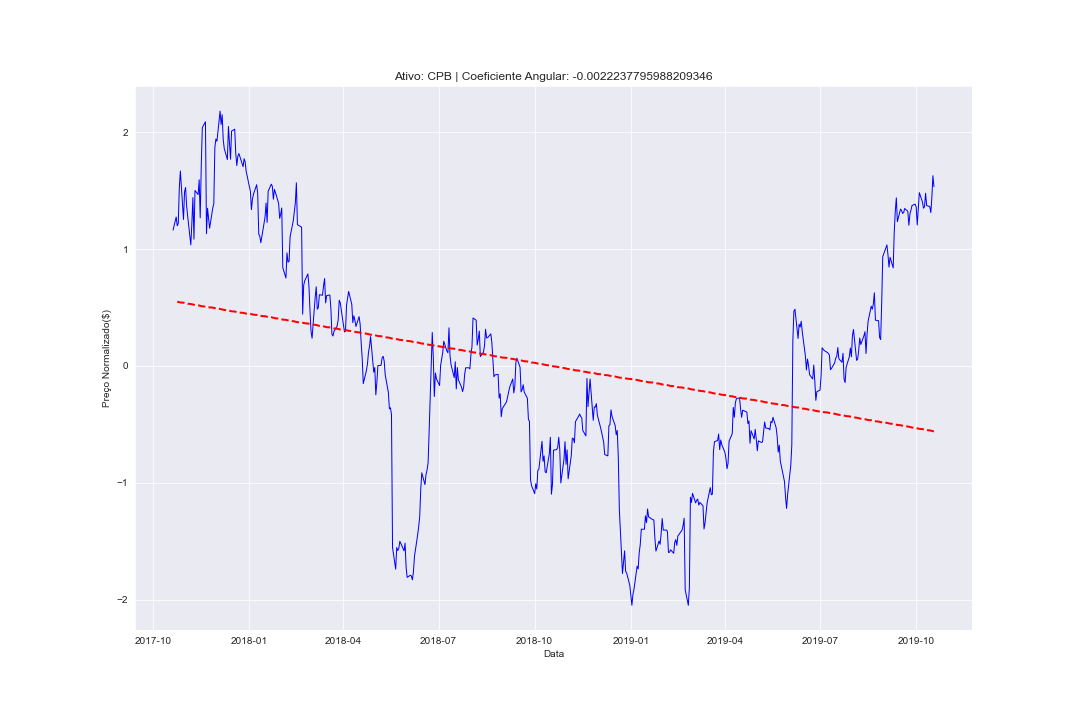 Ativo: CPB | Coeficiente Angular: -0.0022237795988209346
Preço Normalizado($)
2
1
0
−1
−2
2017-10 2018-01 2018-04 2018-07 2018-10 2019-01 2019-04 2019-07 2019-10
Data